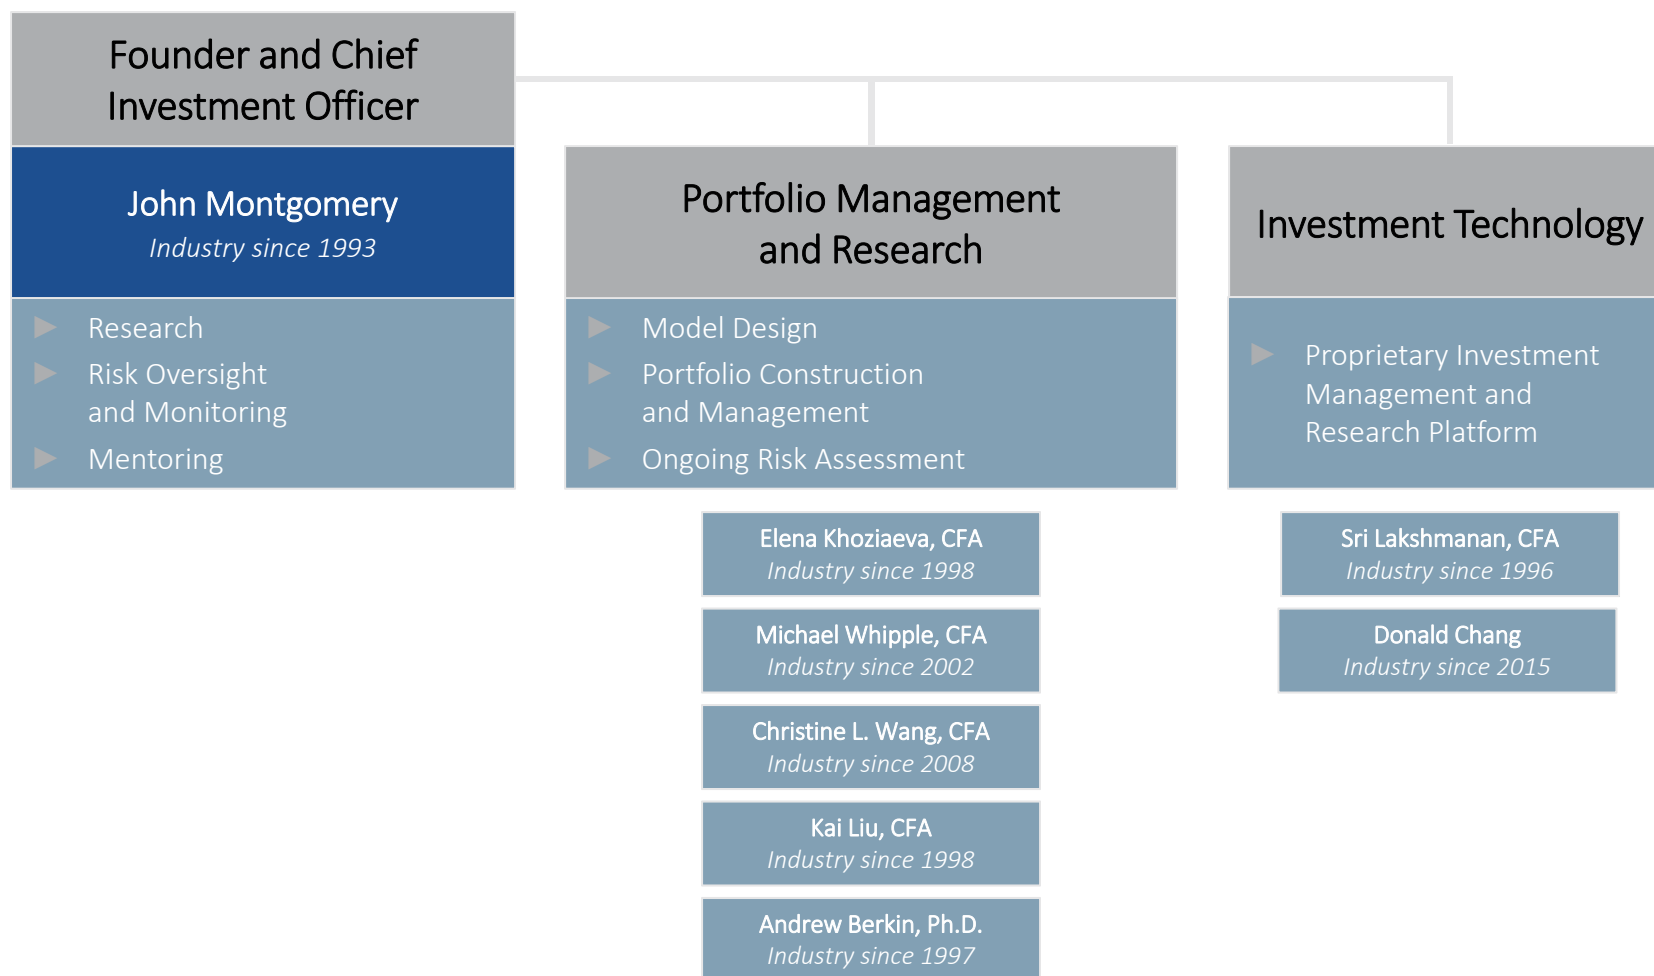 Founder and Chief
Investment Officer
John Montgomery
Industry since 1993
Research
Risk Oversight
and Monitoring
Mentoring
Portfolio Management
and Research
Model Design
Portfolio Construction
and Management
Ongoing Risk Assessment
Elena Khoziaeva, CFA
Industry since 1998
Michael Whipple, CFA
Industry since 2002
Christine L. Wang, CFA
Industry since 2008
Kai Liu, CFA
Industry since 1998
Andrew Berkin, Ph.D.
Industry since 1997
Investment Technology
Proprietary Investment
Management and
Research Platform
Sri Lakshmanan, CFA
Industry since 1996
Donald Chang
Industry since 2015